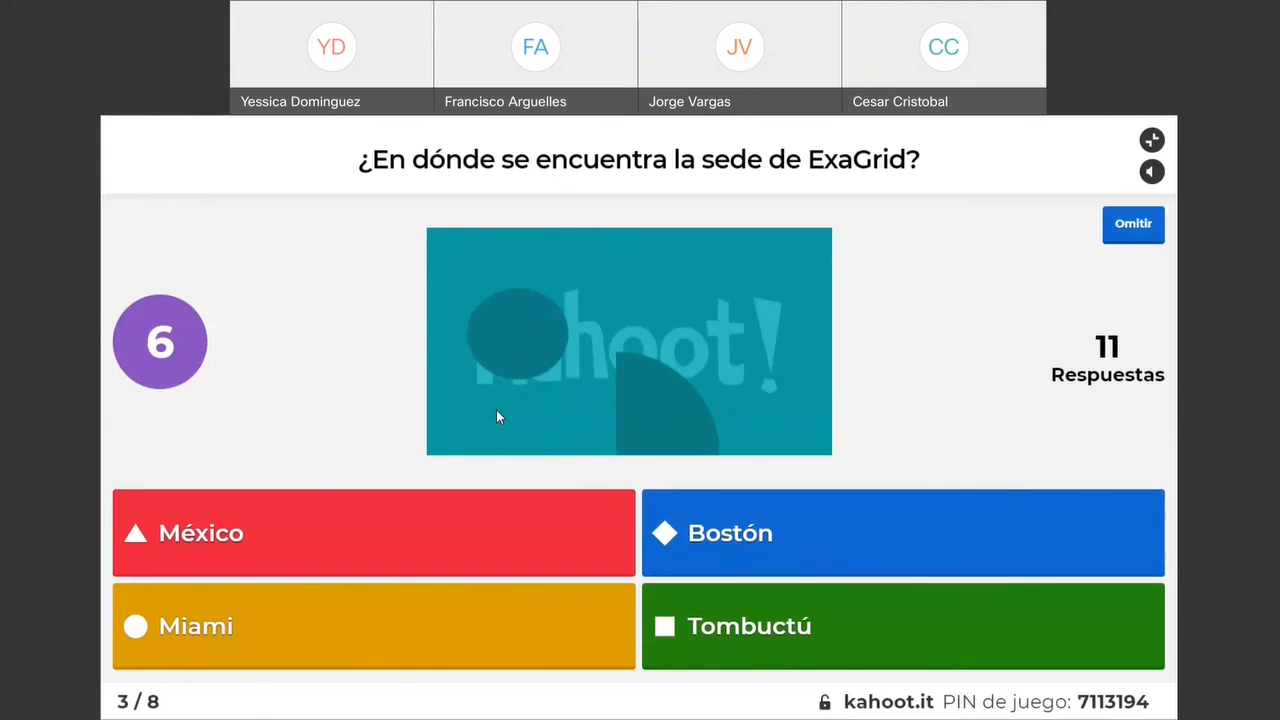 YD
FA
JV
CC
Yessica Dominguez
Francisco Arguelles
Jorge Vargas
Cesar Cristobal
¿En dónde se encuentra la sede de ExaGrid?
Omitir
6
Kahoot!
11
Respuestas
México
Bostón
Miami
Tombuctú
3 / 8
kahoot.it PIN de juego: 7113194